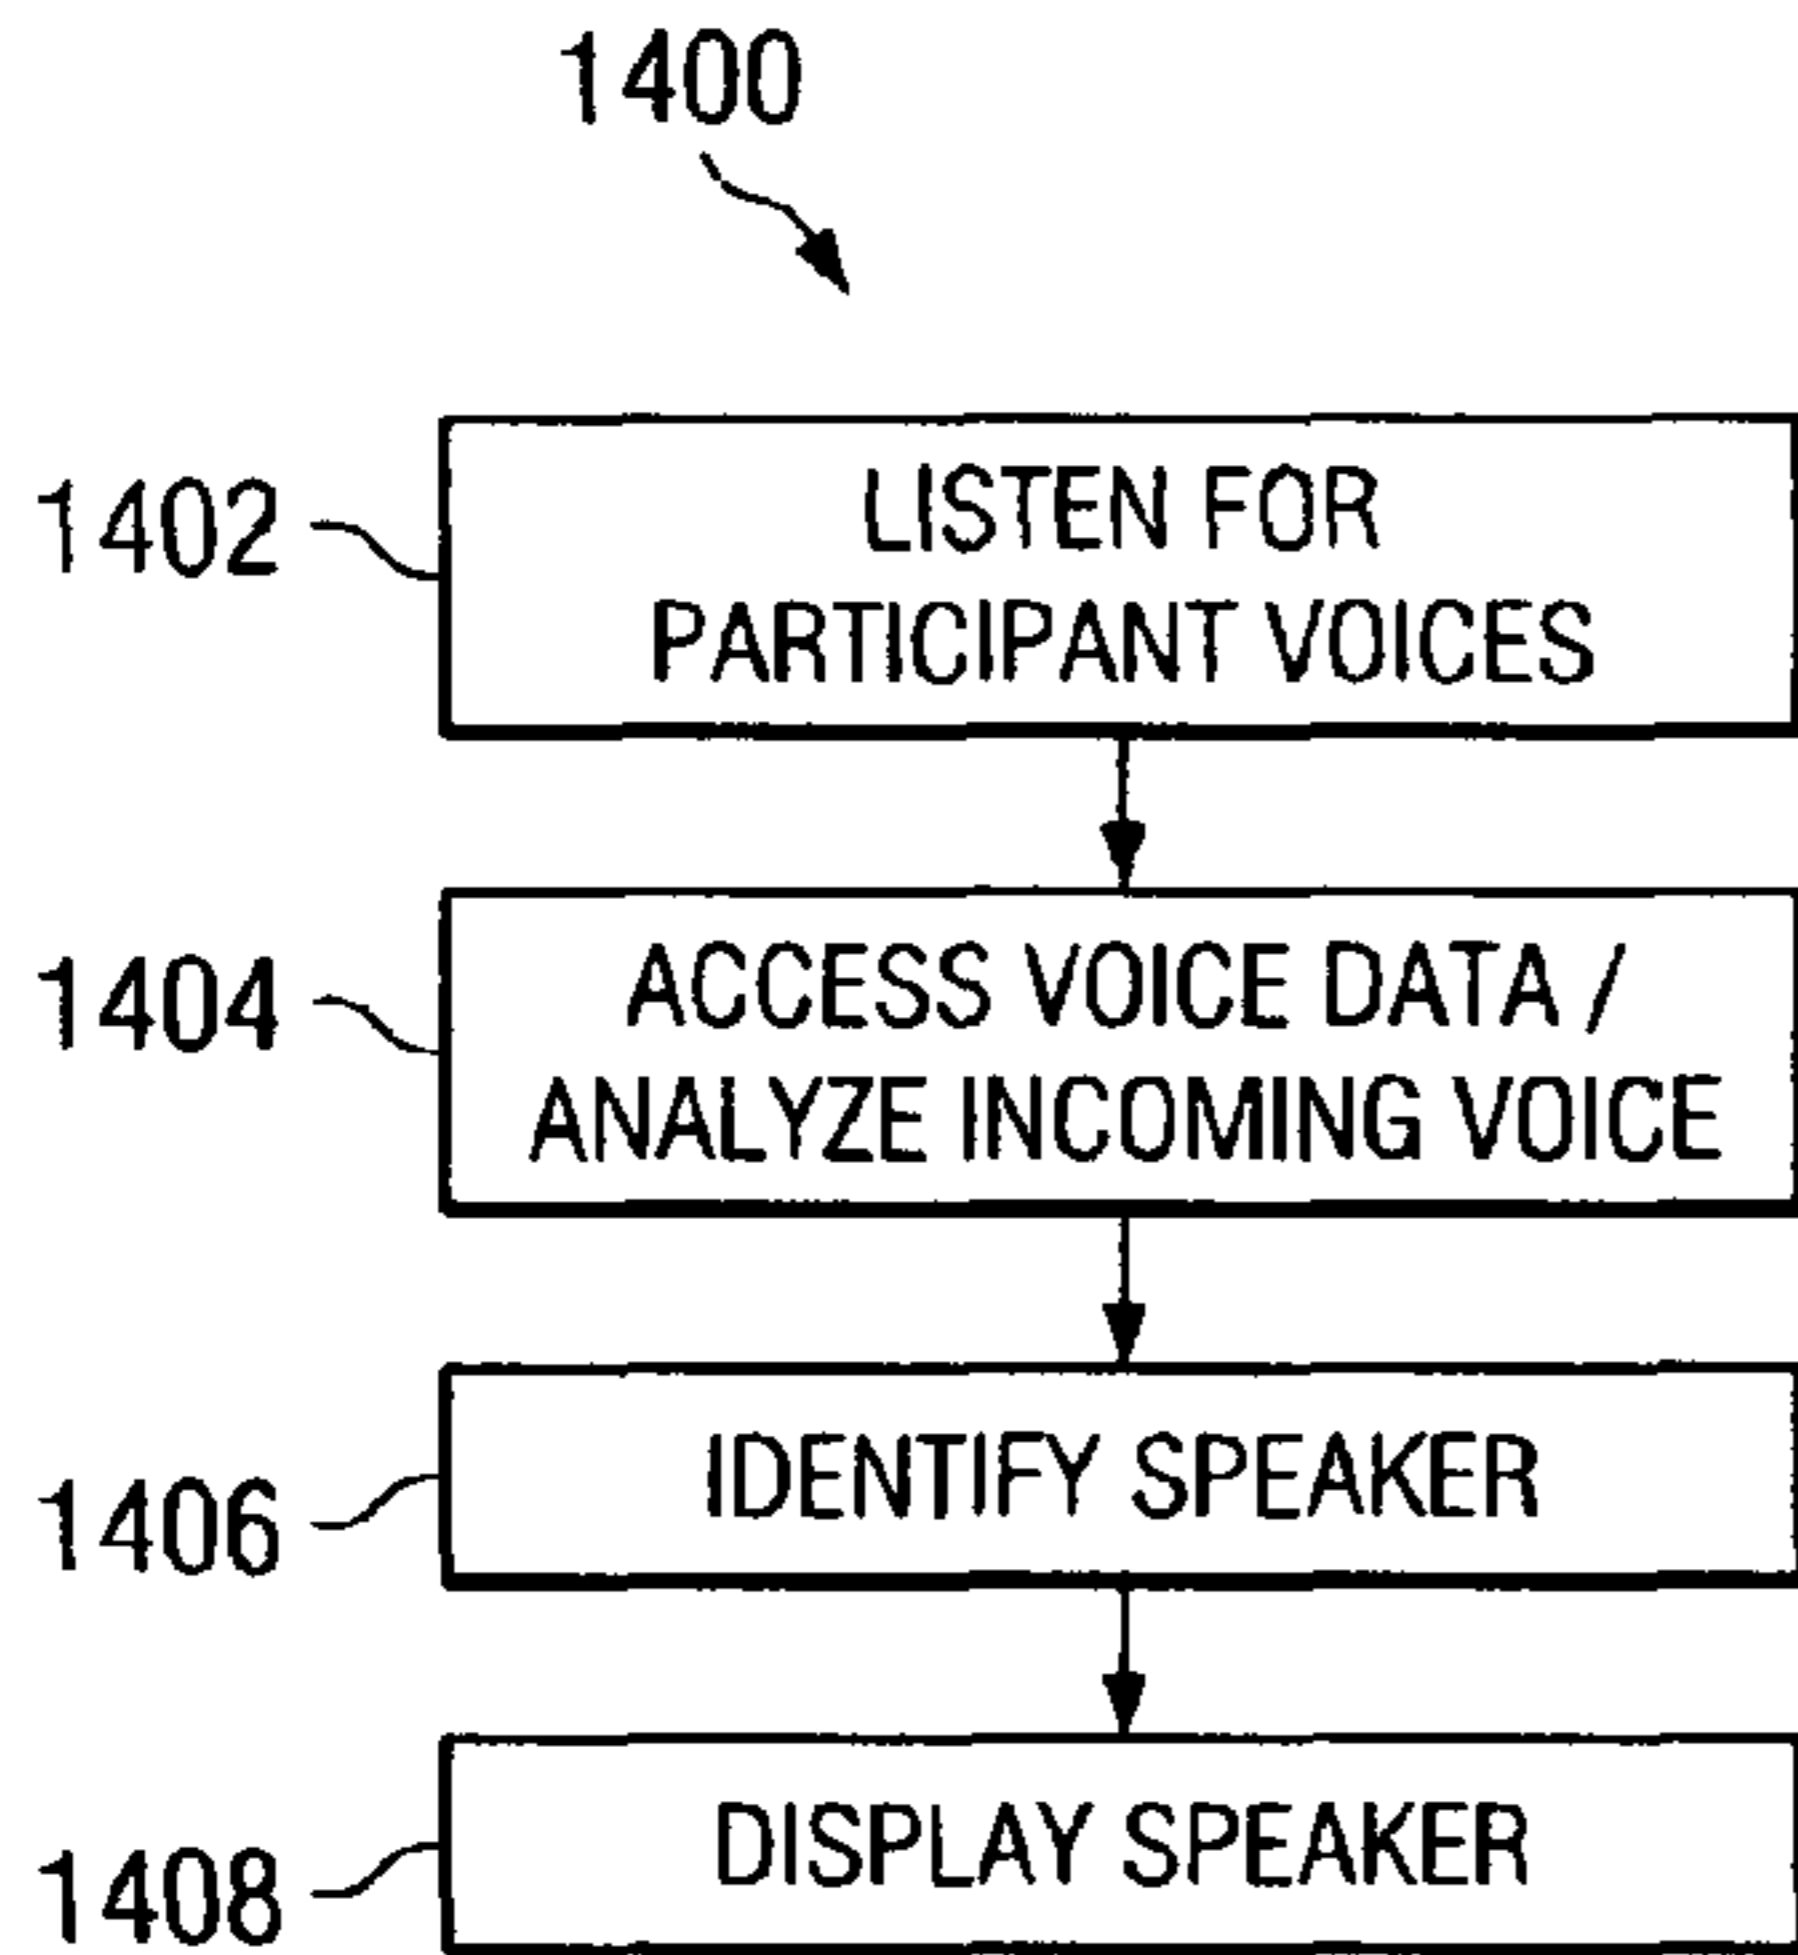 1400
1402
LISTEN FOR
PARTICIPANT VOICES
1404
ACCESS VOICE DATA /
ANALYZE INCOMING VOICE
1406
IDENTIFY SPEAKER
1408
DISPLAY SPEAKER